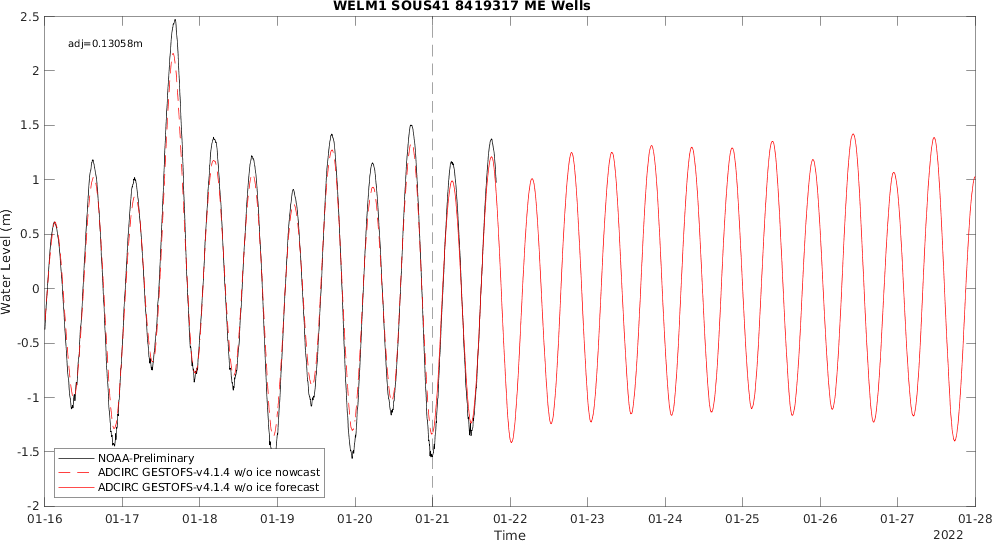 WELM1 SOUS41 8419317 ME Wells
adj=0.13058m
2.5
2
1.5
1
0.5
0
-0.5
-1
-1.5
-2
Water Level (m)
NOAA-Preliminary
ADCIRC GESTOFS-v4.1.4 w/o ice nowcast
ADCIRC GESTOFS-v4.1.4 w/o ice forecast
01-16 01-17 01-18 01-19 01-20 01-21 01-22 01-23 01-24 01-25 01-26 01-27 01-28
Time
2022